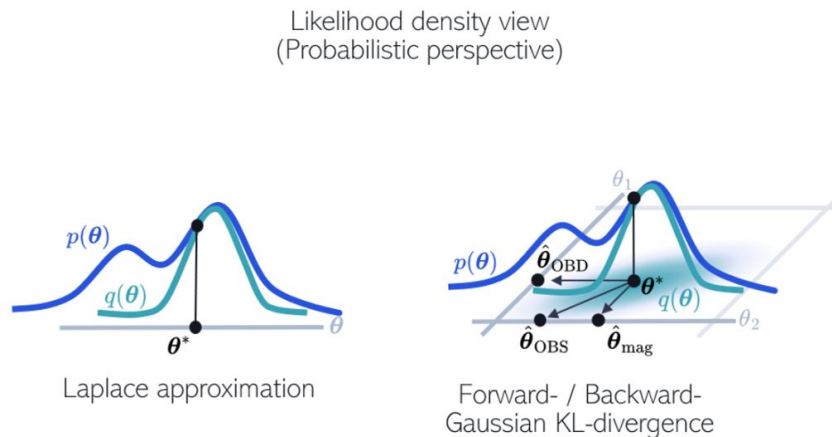 Likelihood density view
(Probabilistic perspective)
p(θ)
q(θ)
θ
θ*
Laplace approximation
θ₁
p(θ)
θ̂OBD
θ*
q(θ)
θ₂
θ̂OBS
θ̂mag
Forward- / Backward-
Gaussian KL-divergence